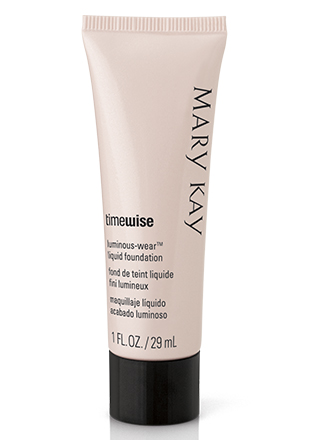 MARY KAY
timewise
luminous-wear™
liquid foundation
fond de teint liquide
fini lumineux
maquillaje líquido
acabado luminoso
1 FL.OZ./29 mL